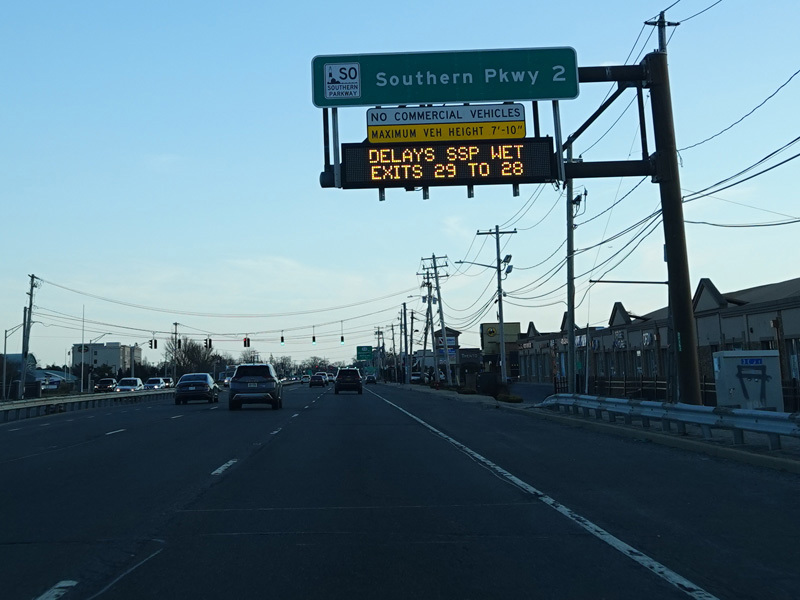 SO
SOUTHERN
PARKWAY
Southern Pkwy 2
NO COMMERCIAL VEHICLES
MAXIMUM VEH HEIGHT 7'-10"
DELAYS SSP WET
EXITS 29 TO 28